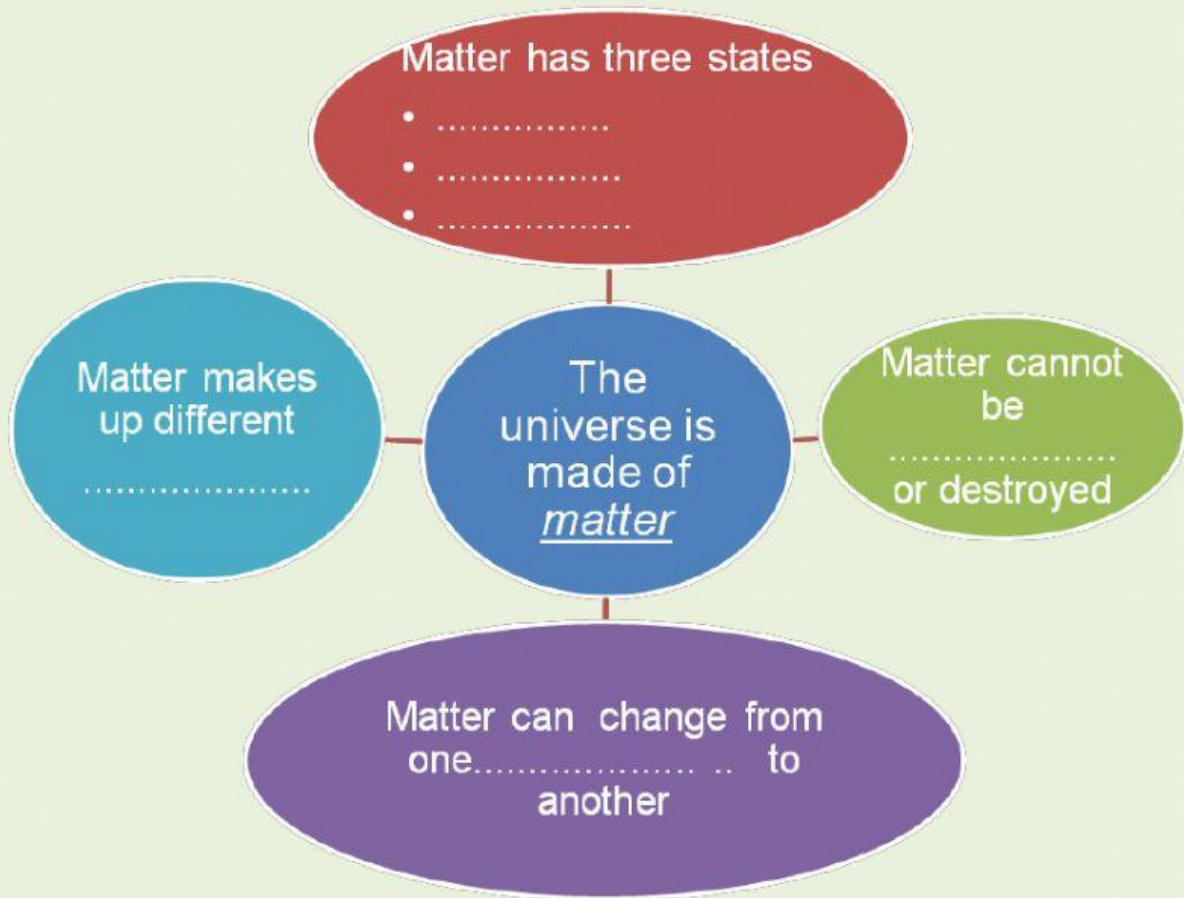 Matter has three states
• ................
• .................
• ..................
Matter makes
up different
.....................
The
universe is
made of
matter
Matter cannot
be
.....................
or destroyed
Matter can change from
one.................... .. to
another